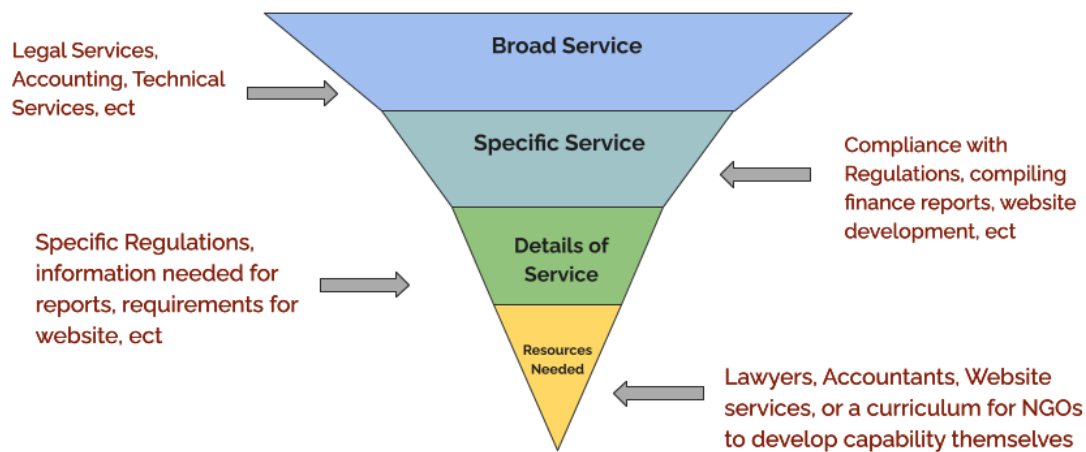 Broad Service
Legal Services,
Accounting, Technical
Services, ect
Specific Service
Compliance with
Regulations, compiling
finance reports, website
development, ect
Specific Regulations,
information needed for
reports, requirements for
website, ect
Details of
Service
Resources
Needed
Lawyers, Accountants, Website
services, or a curriculum for NGOs
to develop capability themselves